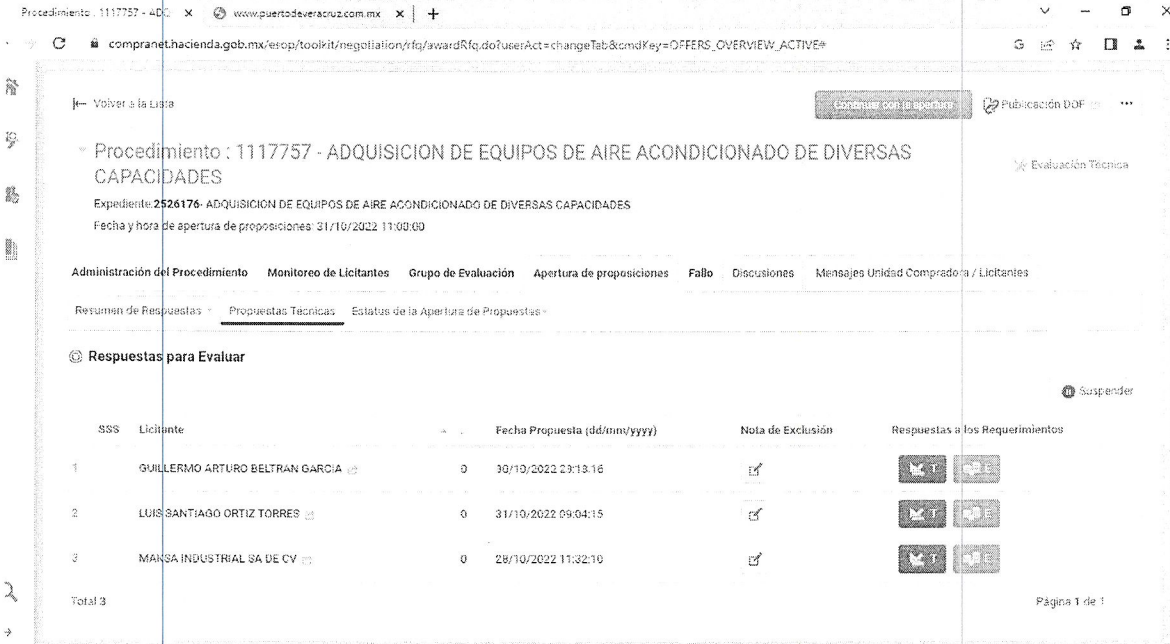 Procedimiento : 1117757 - ADQ
www.puertodeveracruz.com.mx
compranet.hacienda.gob.mx/esop/toolkit/negotiation/rfq/awardRfq.do?userAct=changeTab&cmdKey=OFFERS_OVERVIEW_ACTIVE#
Volver a la Lista
Continuar con la apertura
Publicación DOF
Procedimiento : 1117757 - ADQUISICION DE EQUIPOS DE AIRE ACONDICIONADO DE DIVERSAS
CAPACIDADES
Evaluación Técnica
Expediente:2526176- ADQUISICION DE EQUIPOS DE AIRE ACONDICIONADO DE DIVERSAS CAPACIDADES
Fecha y hora de apertura de proposiciones: 31/10/2022 11:00:00
Administración del Procedimiento Monitoreo de Licitantes Grupo de Evaluación Apertura de proposiciones Fallo Discusiones Mensajes Unidad Compradora / Licitantes
Resumen de Respuestas Propuestas Técnicas Estatus de la Apertura de Propuestas
Respuestas para Evaluar
Suspender
SSS Licitante Fecha Propuesta (dd/mm/yyyy) Nota de Exclusión Respuestas a los Requerimientos
1 GUILLERMO ARTURO BELTRAN GARCIA 0 30/10/2022 23:13:16 T E
2 LUIS SANTIAGO ORTIZ TORRES 0 31/10/2022 09:04:15 T E
3 MANSA INDUSTRIAL SA DE CV 0 28/10/2022 11:32:10 T E
Total 3 Página 1 de 1